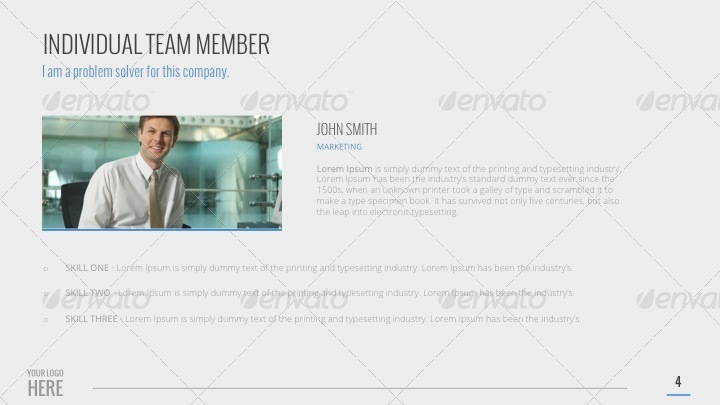 INDIVIDUAL TEAM MEMBER
I am a problem solver for this company.
envato envato envato envato
JOHN SMITH
MARKETING
Lorem Ipsum is simply dummy text of the printing and typesetting industry.
Lorem Ipsum has been the industry's standard dummy text ever since the
1500s, when an unknown printer took a galley of type and scrambled it to
make a type specimen book. It has survived not only five centuries, but also
the leap into electronic typesetting.
○ SKILL ONE - Lorem Ipsum is simply dummy text of the printing and typesetting industry. Lorem Ipsum has been the industry's
○ SKILL TWO - Lorem Ipsum is simply dummy text of the printing and typesetting industry. Lorem Ipsum has been the industry's
envato envato envato envato
○ SKILL THREE - Lorem Ipsum is simply dummy text of the printing and typesetting industry. Lorem Ipsum has been the industry's
YOUR LOGO
HERE
4